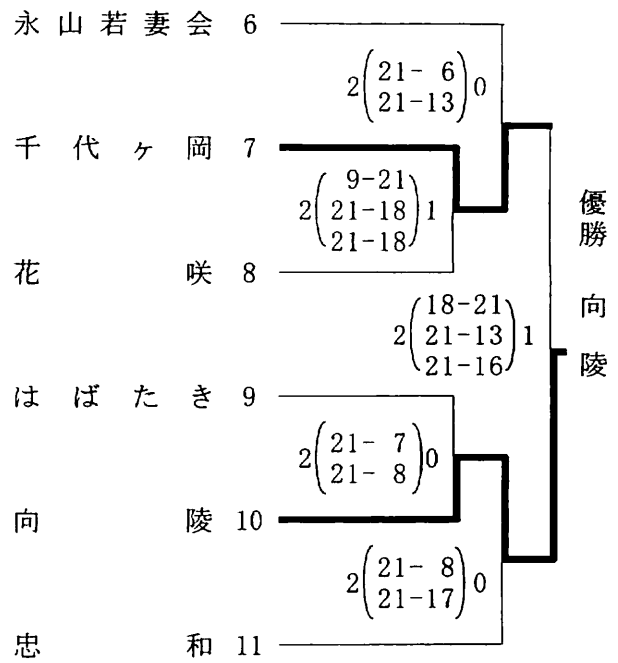 永山若妻会 6
2(21- 6 21-13)0
千代ヶ岡 7
2(9-21 21-18 21-18)1
花咲 8
2(18-21 21-13 21-16)1
優勝 向陵
はばたき 9
2(21- 7 21- 8)0
向陵 10
2(21- 8 21-17)0
忠和 11